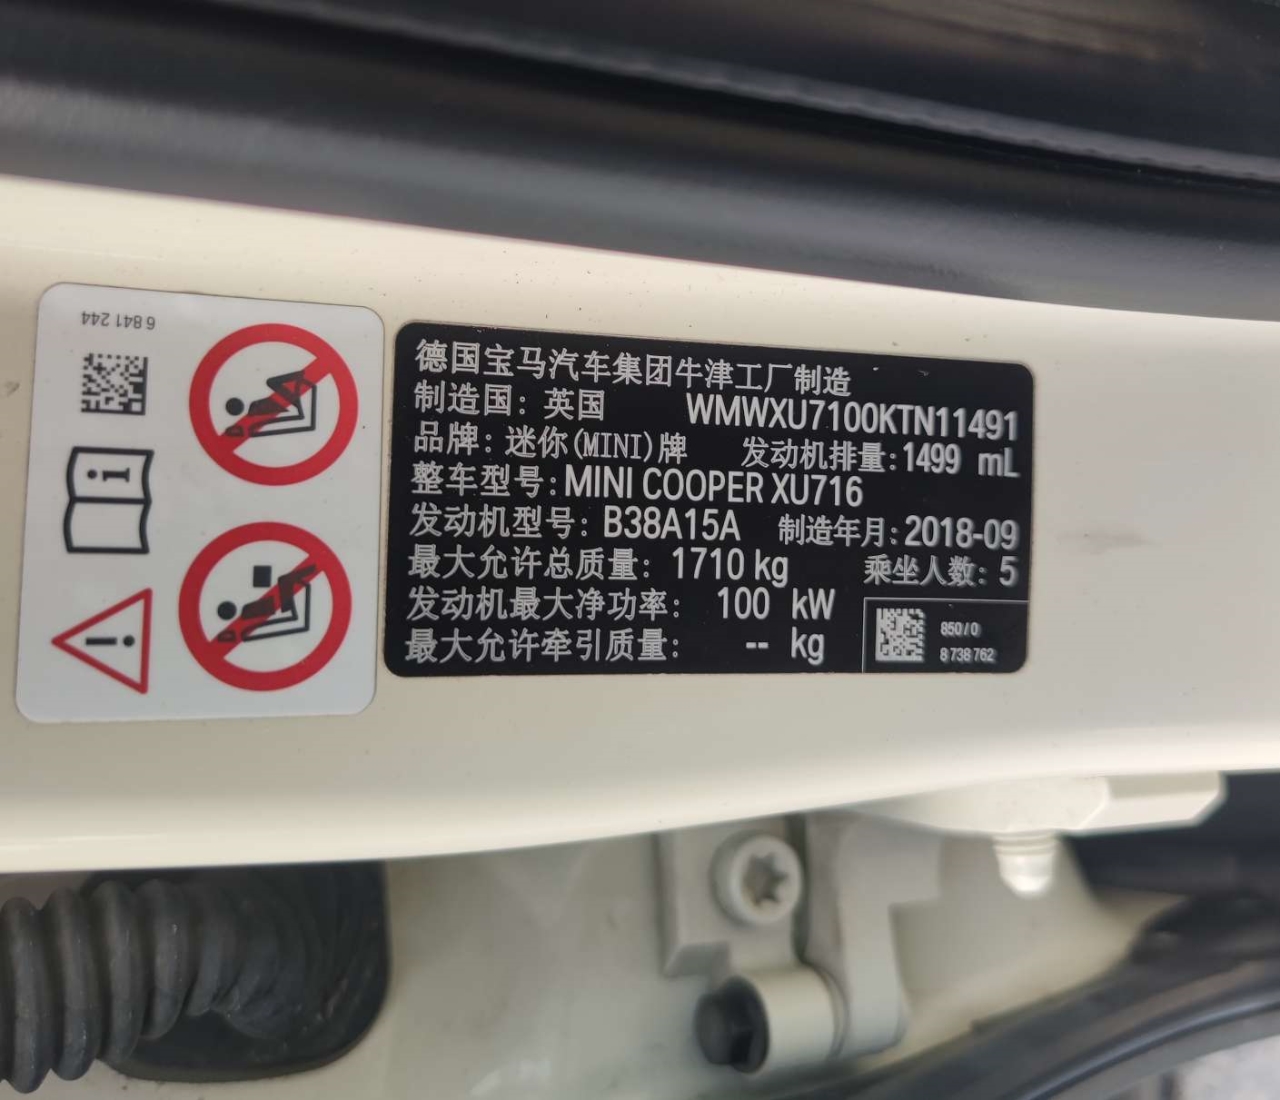 6 841 244
德国宝马汽车集团牛津工厂制造
制造国: 英国 WMWXU7100KTN11491
品牌: 迷你(MINI)牌 发动机排量: 1499 mL
整车型号: MINI COOPER XU716
发动机型号: B38A15A 制造年月: 2018-09
最大允许总质量: 1710 kg 乘坐人数: 5
发动机最大净功率: 100 kW
最大允许牵引质量: -- kg
850/0
8 738 762